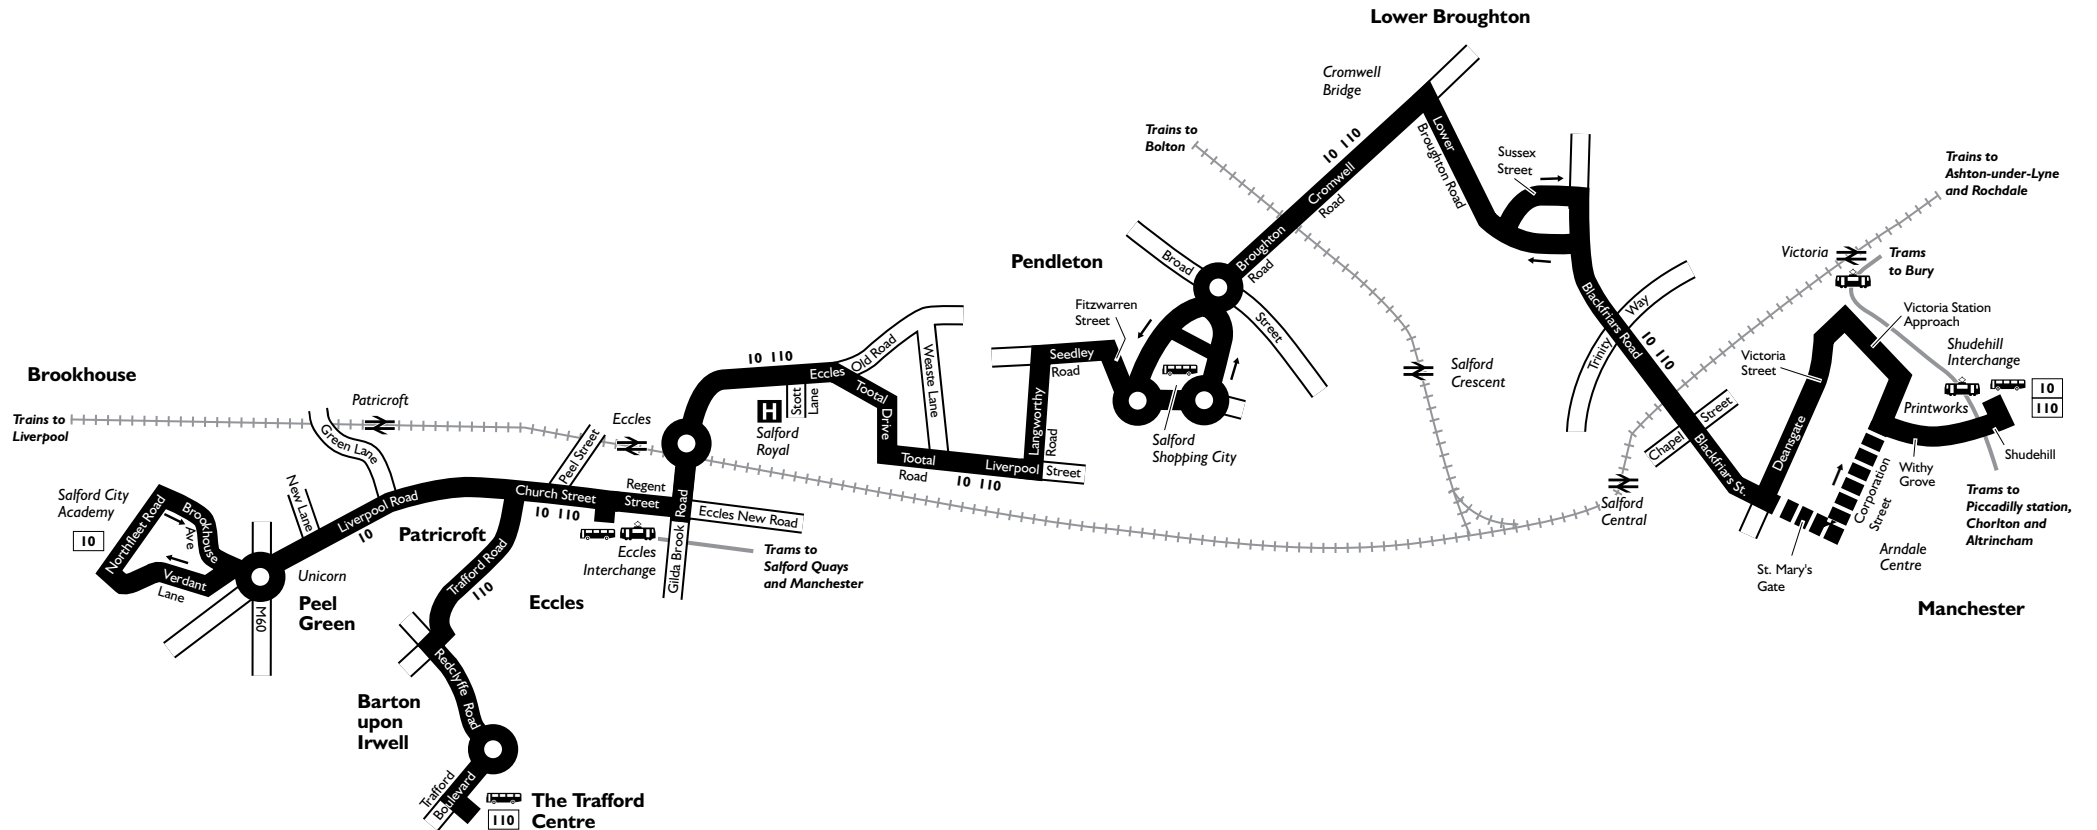 Lower Broughton
Cromwell
Bridge
Trains to
Bolton
10 110
Cromwell
Road
Lower
Broughton Road
Sussex
Street
Trains to
Ashton-under-Lyne
and Rochdale
Victoria
Trams
to Bury
Broughton
Road
Broad
Street
Pendleton
Fitzwarren
Street
Seedley
Road
Langworthy
Road
Salford
Shopping City
Blackfriars Road
Trinity
Way
10 110
Victoria Station
Approach
Victoria
Street
Shudehill
Interchange
10
110
Printworks
Shudehill
Withy
Grove
Deansgate
Corporation
Street
Chapel
Street
Blackfriars St.
St. Mary's
Gate
Arndale
Centre
Trams to
Piccadilly station,
Chorlton and
Altrincham
Manchester
Salford
Crescent
Salford
Central
Brookhouse
Trains to
Liverpool
Patricroft
Green Lane
New Lane
Salford City
Academy
10
Northfleet Road
Brookhouse
Ave
Verdant
Lane
Unicorn
M60
Peel
Green
Liverpool Road
10
Patricroft
Eccles
Peel Street
Church Street
10 110
Regent
Street
Eccles
Interchange
Eccles
Gilda Brook
Road
Eccles New Road
Trams to
Salford Quays
and Manchester
10 110
Eccles
Old Road
H
Stott
Lane
Salford
Royal
Tootal
Drive
Weaste Lane
Tootal
Road
10 110
Liverpool
Street
Trafford Road
110
Redclyffe
Road
Barton
upon
Irwell
Trafford
Boulevard
110
The Trafford
Centre